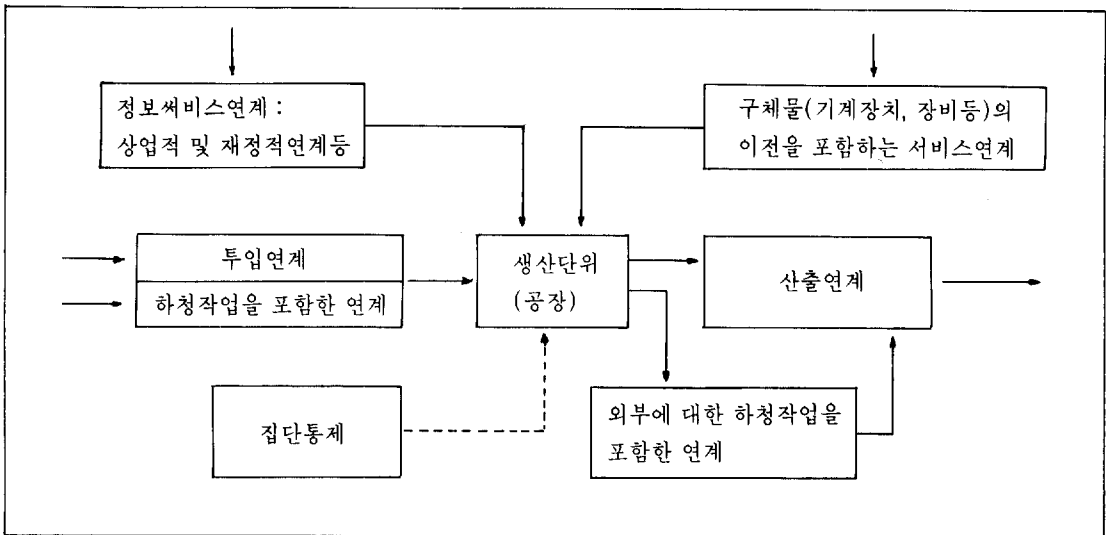 정보써비스연계 :
상업적 및 재정적연계등
구체물(기계장치, 장비등)의
이전을 포함하는 서비스연계
투입연계
하청작업을 포함한 연계
생산단위
(공장)
산출연계
집단통제
외부에 대한 하청작업을
포함한 연계